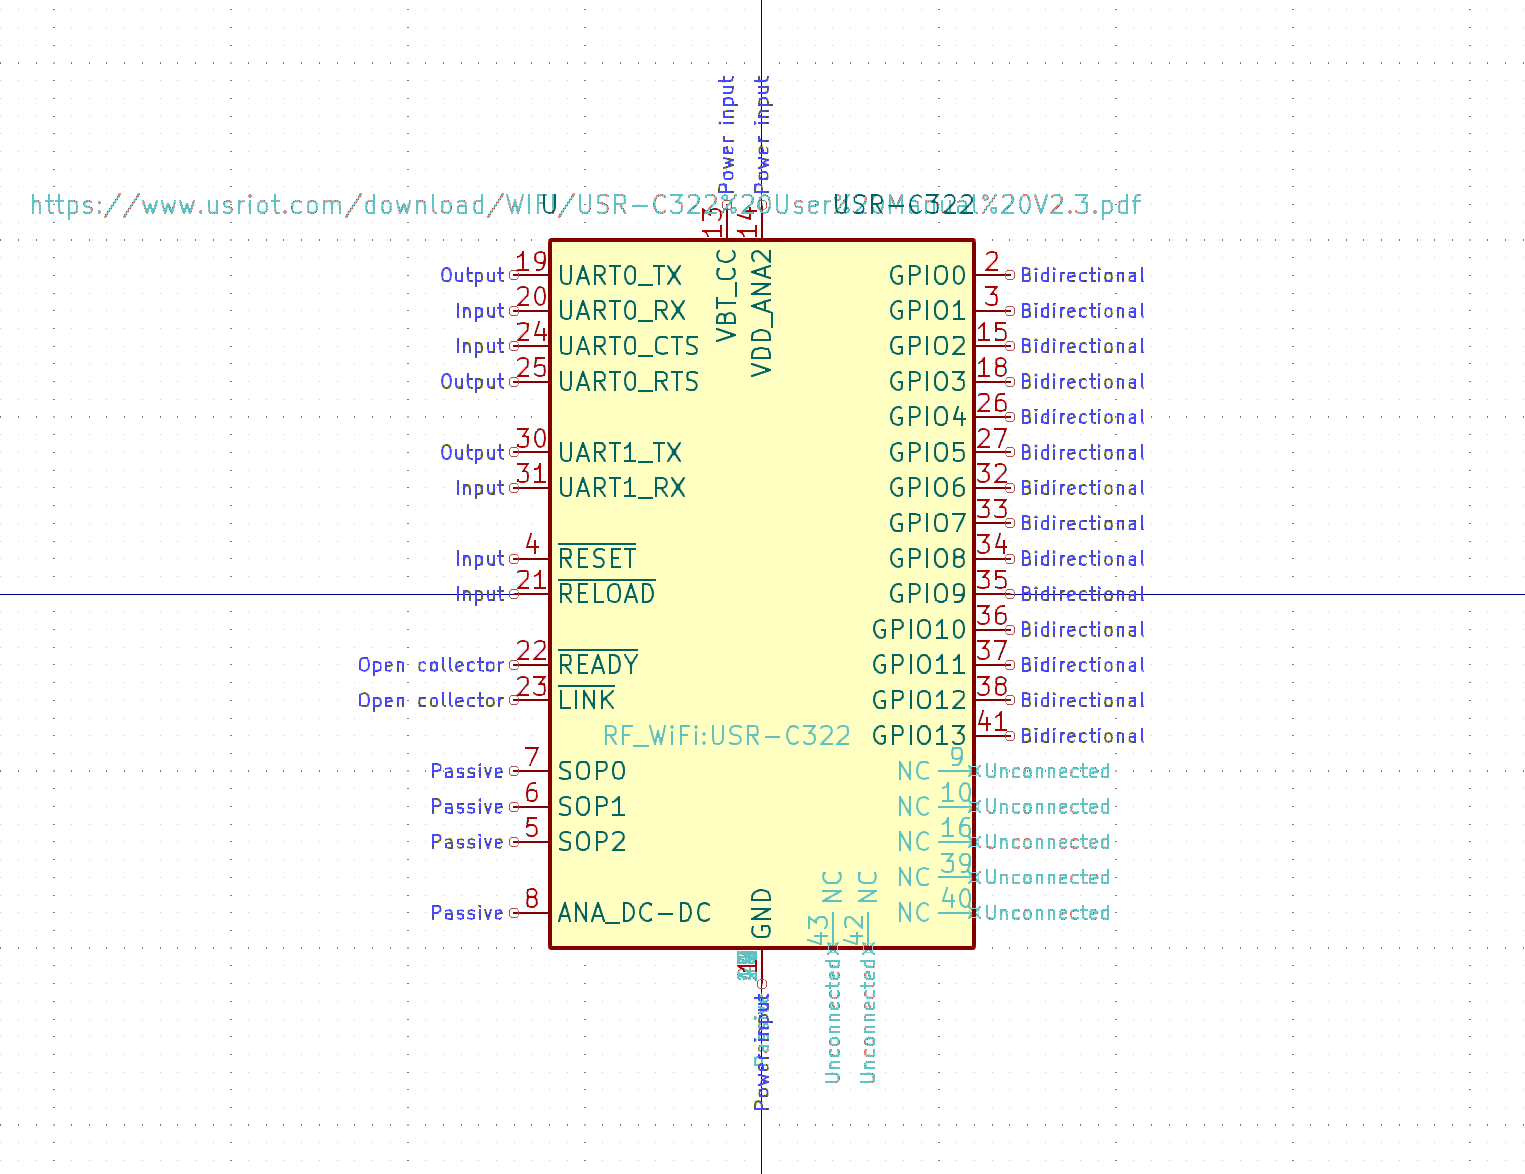 Power input
Power input
https://www.usriot.com/download/WIFI/USR-C322%20User%20Manual%20V2.3.pdf
U
USR-C322
13
14
VBT_CC
VDD_ANA2
Output 19 UART0_TX
Input 20 UART0_RX
Input 24 UART0_CTS
Output 25 UART0_RTS
Output 30 UART1_TX
Input 31 UART1_RX
Input 4 RESET
Input 21 RELOAD
Open collector 22 READY
Open collector 23 LINK
RF_WiFi:USR-C322
Passive 7 SOP0
Passive 6 SOP1
Passive 5 SOP2
Passive 8 ANA_DC-DC
GPIO0 2 Bidirectional
GPIO1 3 Bidirectional
GPIO2 15 Bidirectional
GPIO3 18 Bidirectional
GPIO4 26 Bidirectional
GPIO5 27 Bidirectional
GPIO6 32 Bidirectional
GPIO7 33 Bidirectional
GPIO8 34 Bidirectional
GPIO9 35 Bidirectional
GPIO10 36 Bidirectional
GPIO11 37 Bidirectional
GPIO12 38 Bidirectional
GPIO13 41 Bidirectional
NC 9 Unconnected
NC 10 Unconnected
NC 16 Unconnected
NC 39 Unconnected
NC 40 Unconnected
GND
1
Power input
NC 43 Unconnected
NC 42 Unconnected